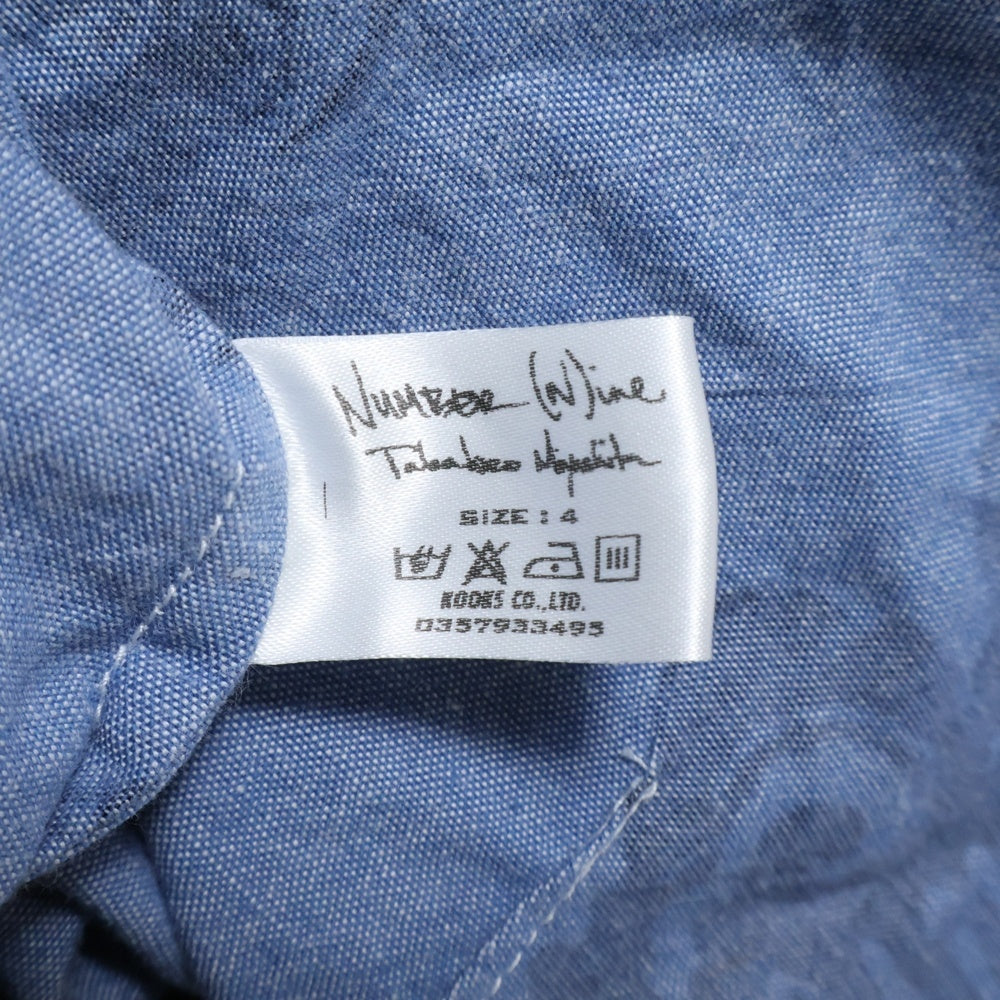 Number (N)ine
Takahiro Miyashita
SIZE : 4
KOOKS CO.,LTD.
0357933495